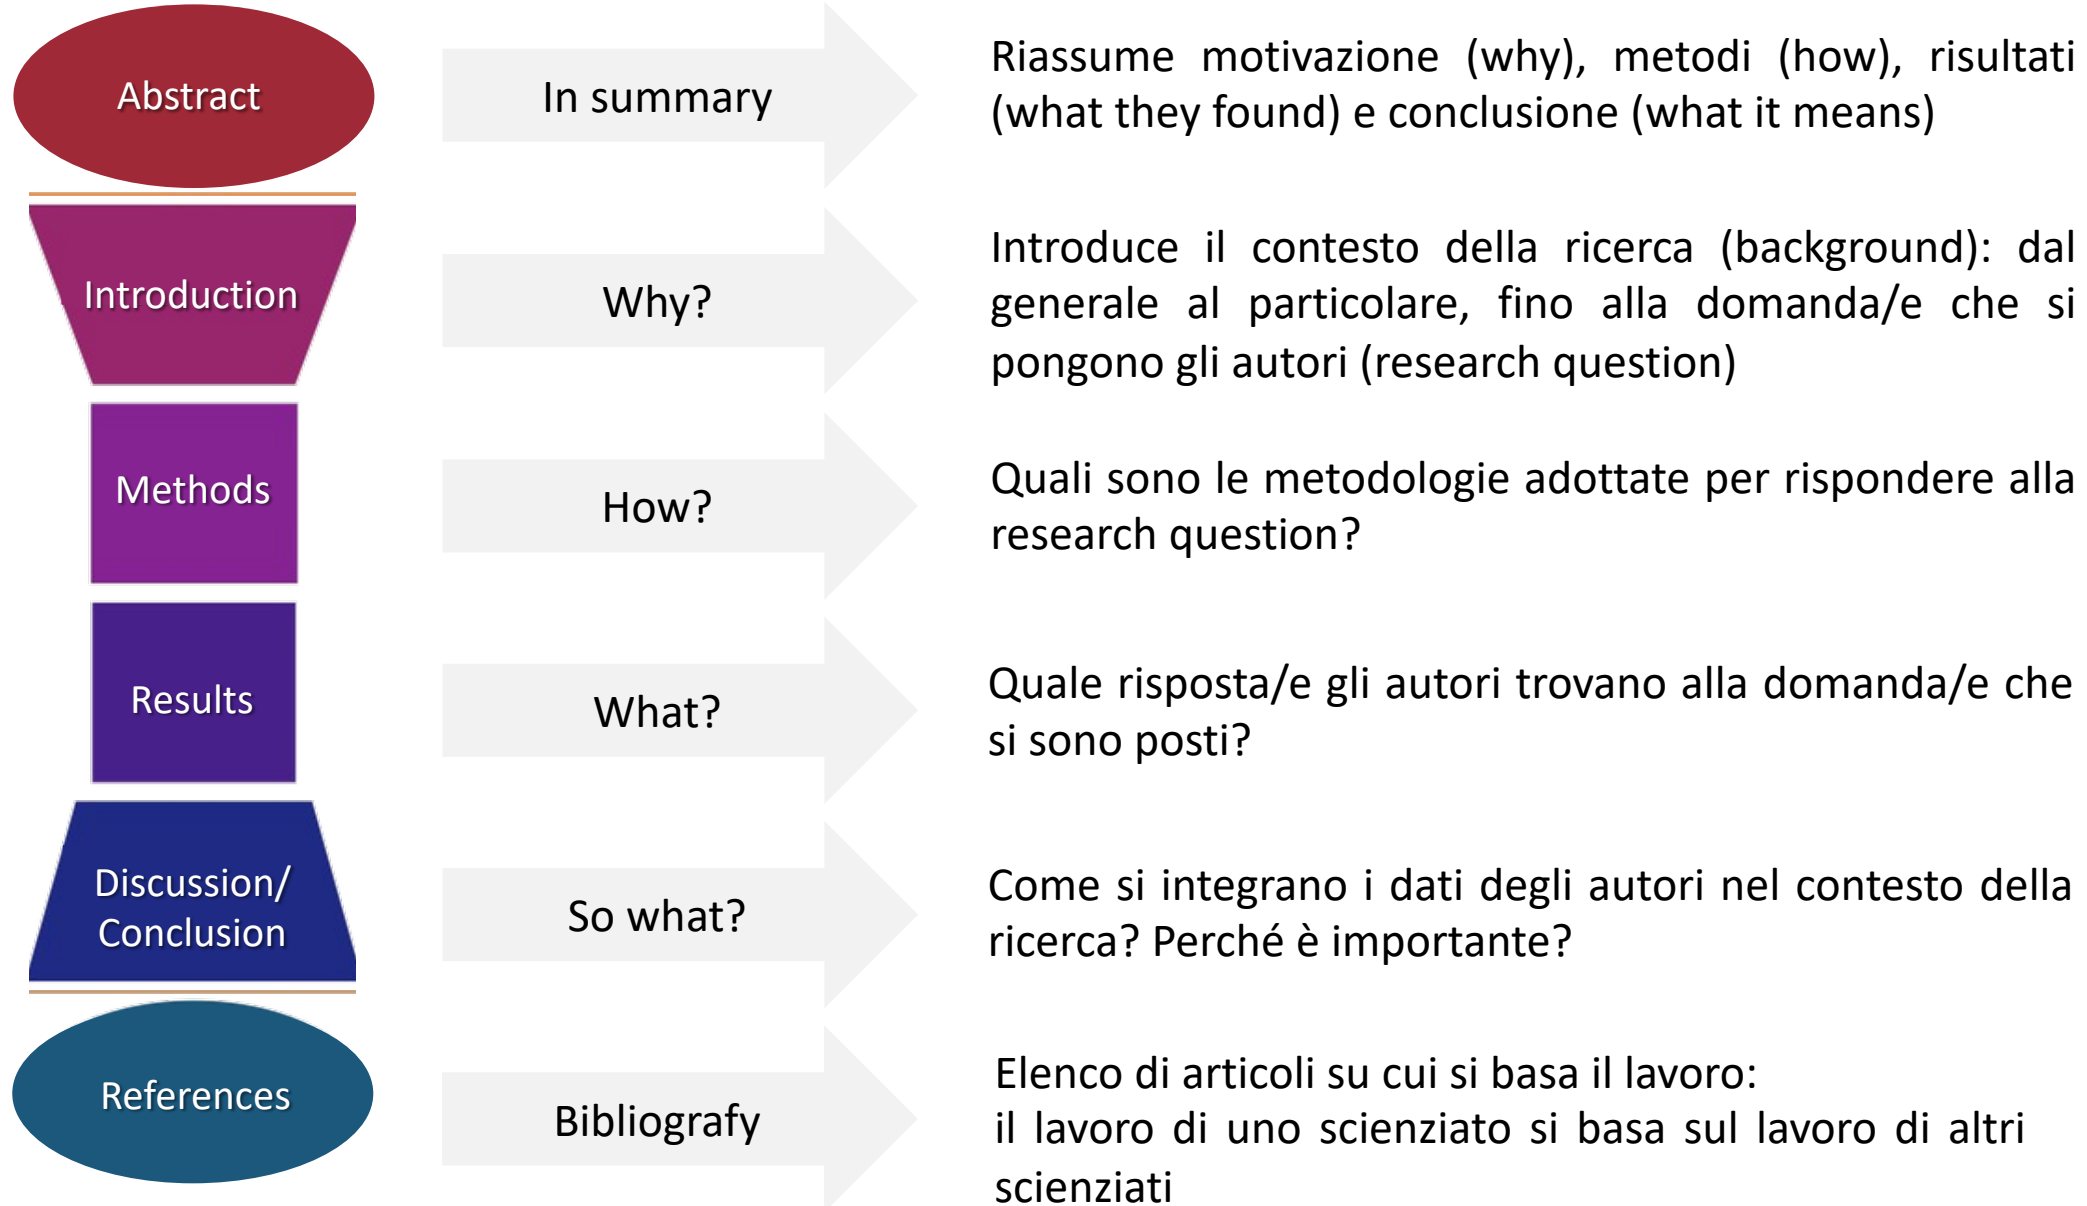 Abstract
In summary
Riassume motivazione (why), metodi (how), risultati
(what they found) e conclusione (what it means)
Introduction
Why?
Introduce il contesto della ricerca (background): dal
generale al particolare, fino alla domanda/e che si
pongono gli autori (research question)
Methods
How?
Quali sono le metodologie adottate per rispondere alla
research question?
Results
What?
Quale risposta/e gli autori trovano alla domanda/e che
si sono posti?
Discussion/
Conclusion
So what?
Come si integrano i dati degli autori nel contesto della
ricerca? Perché è importante?
References
Bibliografy
Elenco di articoli su cui si basa il lavoro:
il lavoro di uno scienziato si basa sul lavoro di altri
scienziati